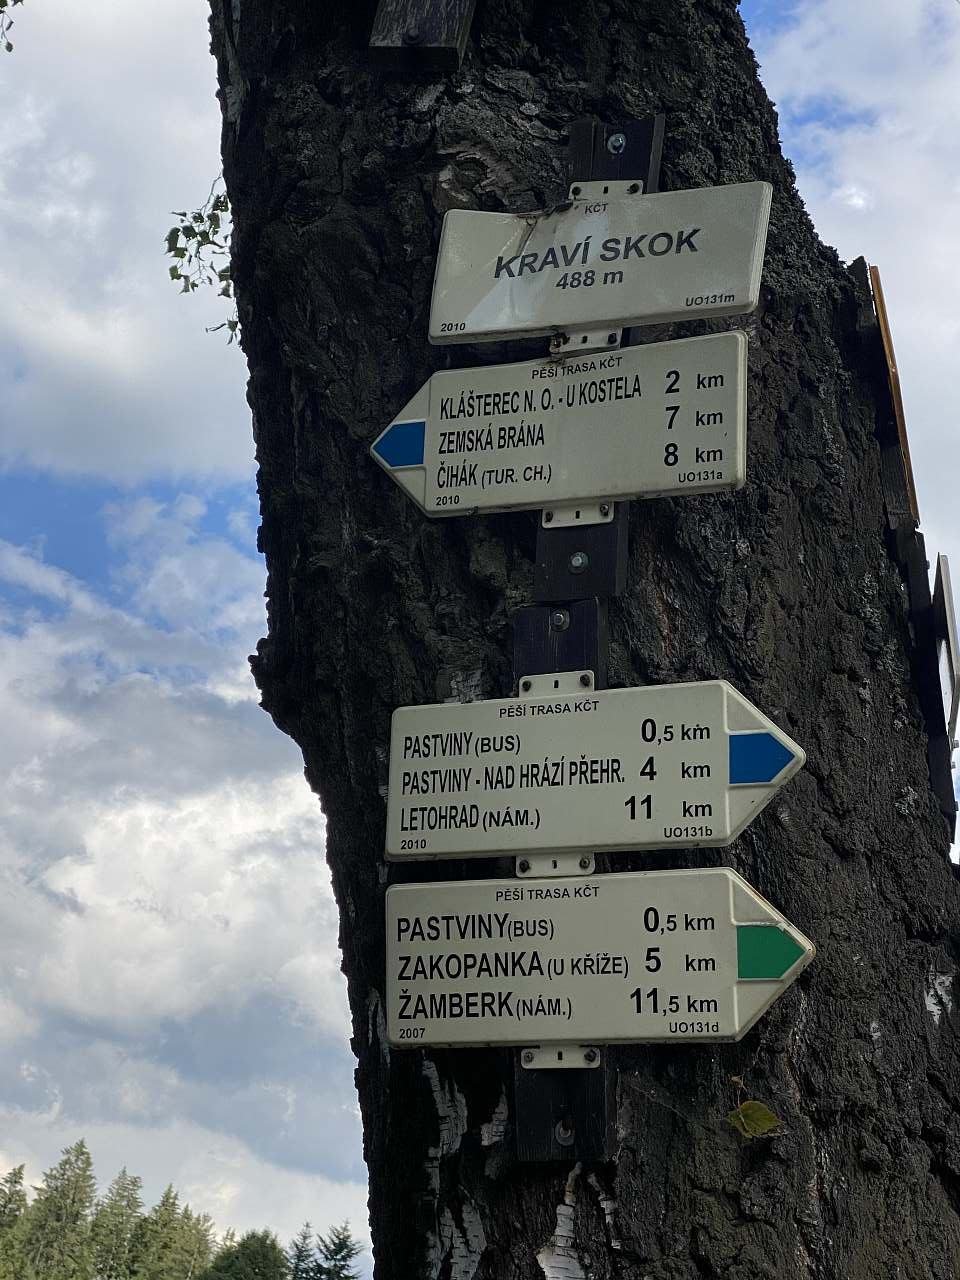 KČT
KRAVÍ SKOK
488 m
2010 UO131m
PĚŠÍ TRASA KČT
KLÁŠTEREC N. O. - U KOSTELA 2 km
ZEMSKÁ BRÁNA 7 km
ČIHÁK (TUR. CH.) 8 km
2010 UO131a
PĚŠÍ TRASA KČT
PASTVINY (BUS) 0,5 km
PASTVINY - NAD HRÁZÍ PŘEHR. 4 km
LETOHRAD (NÁM.) 11 km
2010 UO131b
PĚŠÍ TRASA KČT
PASTVINY (BUS) 0,5 km
ZAKOPANKA (U KŘÍŽE) 5 km
ŽAMBERK (NÁM.) 11,5 km
2007 UO131d